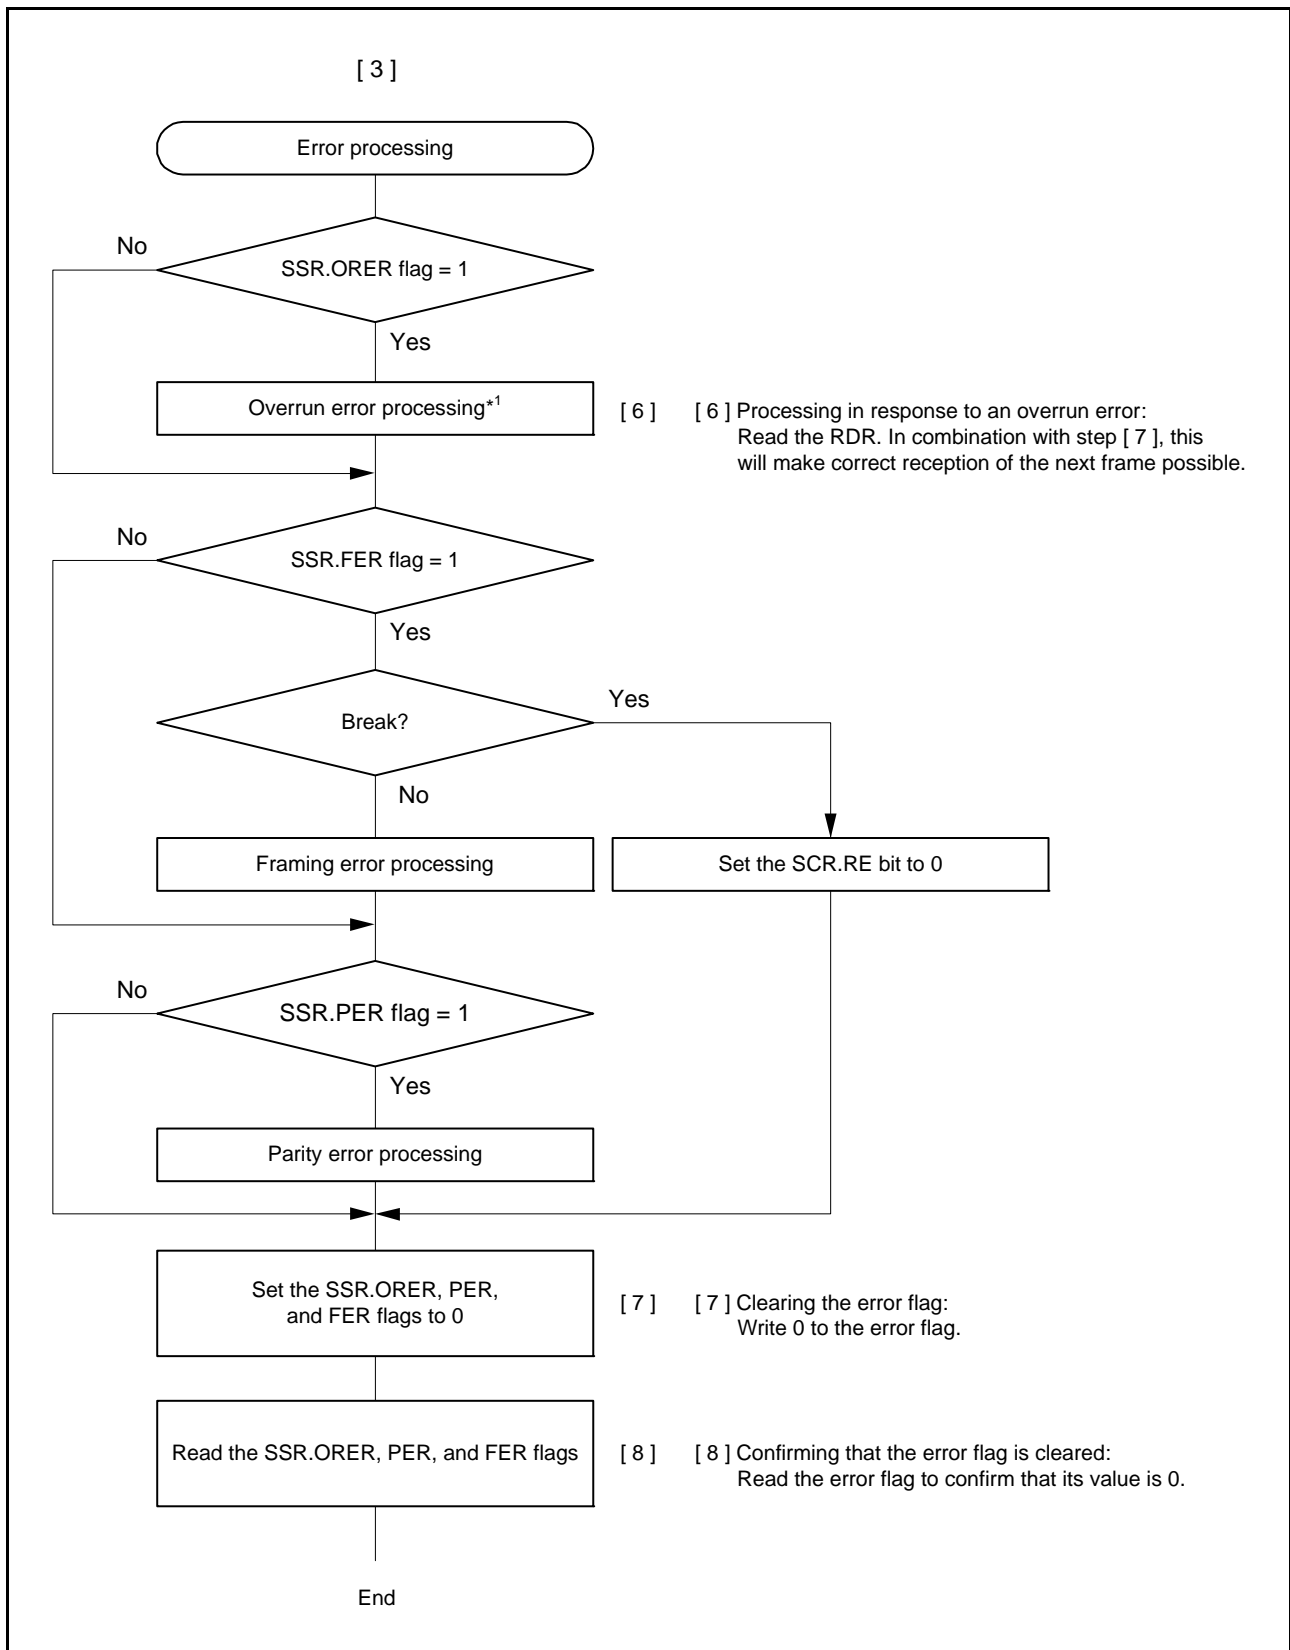 [ 3 ]
Error processing
No
SSR.ORER flag = 1
Yes
Overrun error processing*1
[ 6 ]
[ 6 ] Processing in response to an overrun error:
Read the RDR. In combination with step [ 7 ], this
will make correct reception of the next frame possible.
No
SSR.FER flag = 1
Yes
Break?
Yes
No
Framing error processing
Set the SCR.RE bit to 0
No
SSR.PER flag = 1
Yes
Parity error processing
Set the SSR.ORER, PER,
and FER flags to 0
[ 7 ]
[ 7 ] Clearing the error flag:
Write 0 to the error flag.
Read the SSR.ORER, PER, and FER flags
[ 8 ]
[ 8 ] Confirming that the error flag is cleared:
Read the error flag to confirm that its value is 0.
End